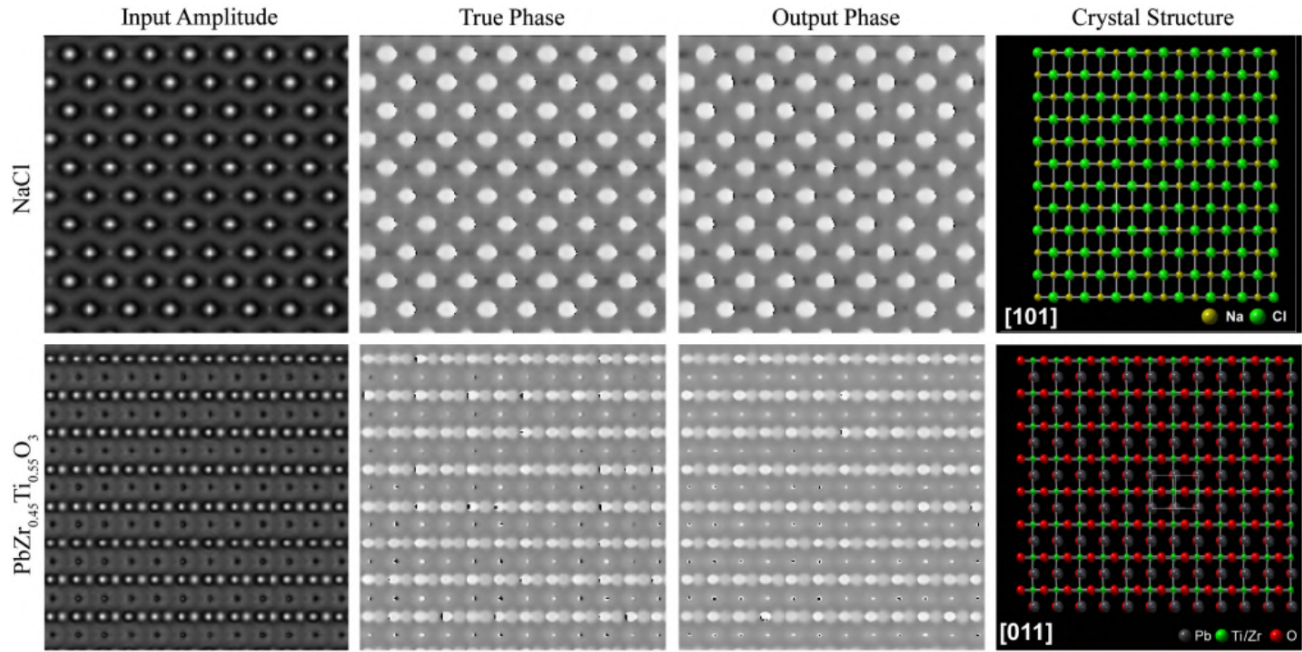 Input Amplitude True Phase Output Phase Crystal Structure
NaCl
[101] Na Cl
PbZr0.45Ti0.55O3
[011] Pb Ti/Zr O